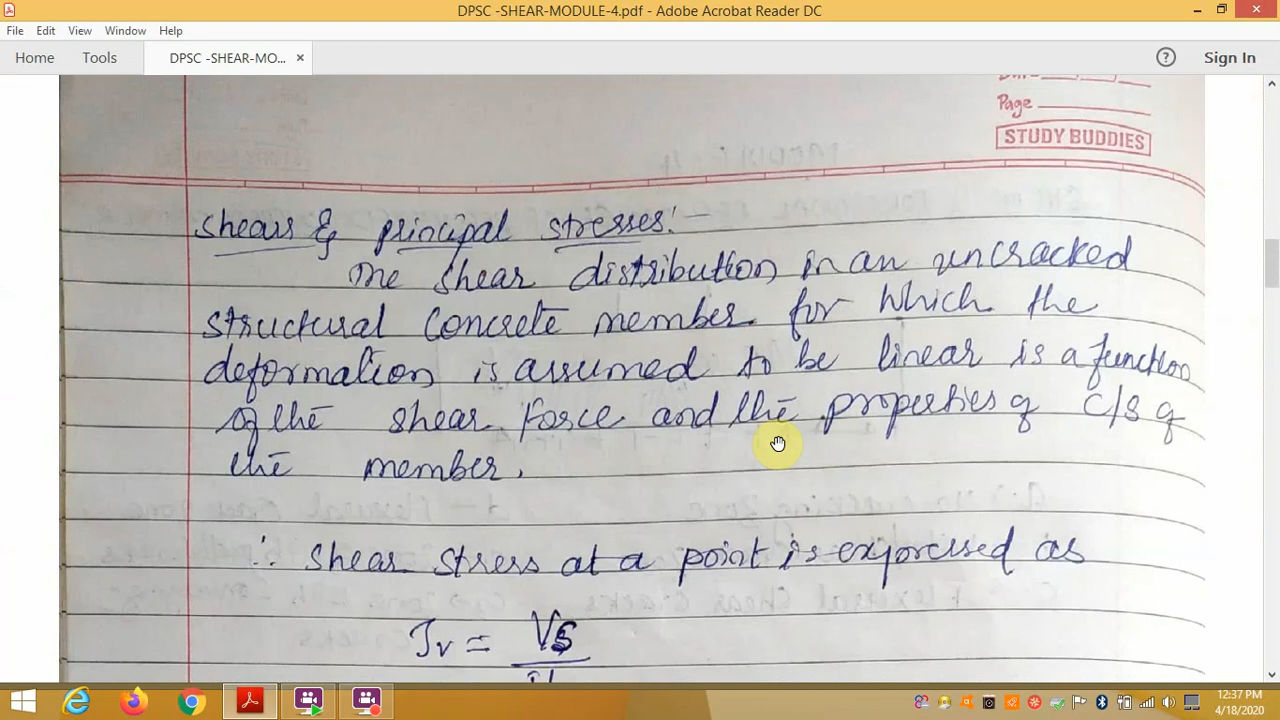 DPSC -SHEAR-MODULE-4.pdf - Adobe Acrobat Reader DC
File Edit View Window Help
Home Tools DPSC -SHEAR-MO... × Sign In
Page
STUDY BUDDIES
shears & principal stresses:-
The shear distribution in an uncracked
structural concrete member for which the
deformation is assumed to be linear is a function
of the shear Force and the properties of C/S of
the member.
∴ shear stress at a point is exporessed as
τv = VS
12:37 PM
4/18/2020